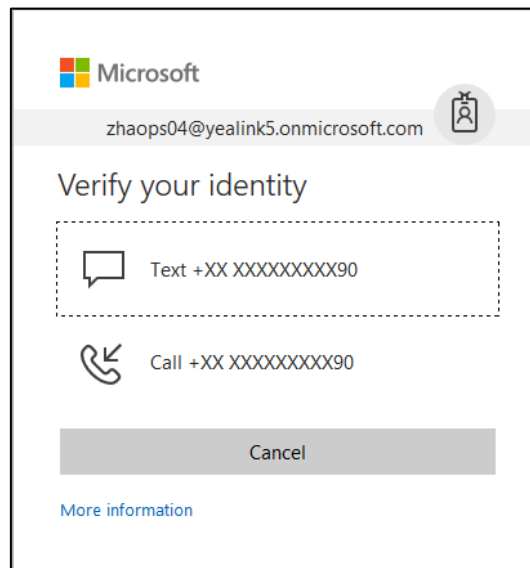 Microsoft
zhaops04@yealink5.onmicrosoft.com
Verify your identity
Text +XX XXXXXXXXX90
Call +XX XXXXXXXXX90
Cancel
More information